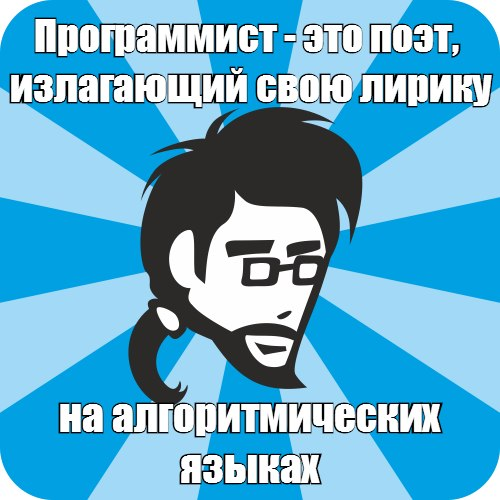 Программист - это поэт,
излагающий свою лирику
на алгоритмических
языках